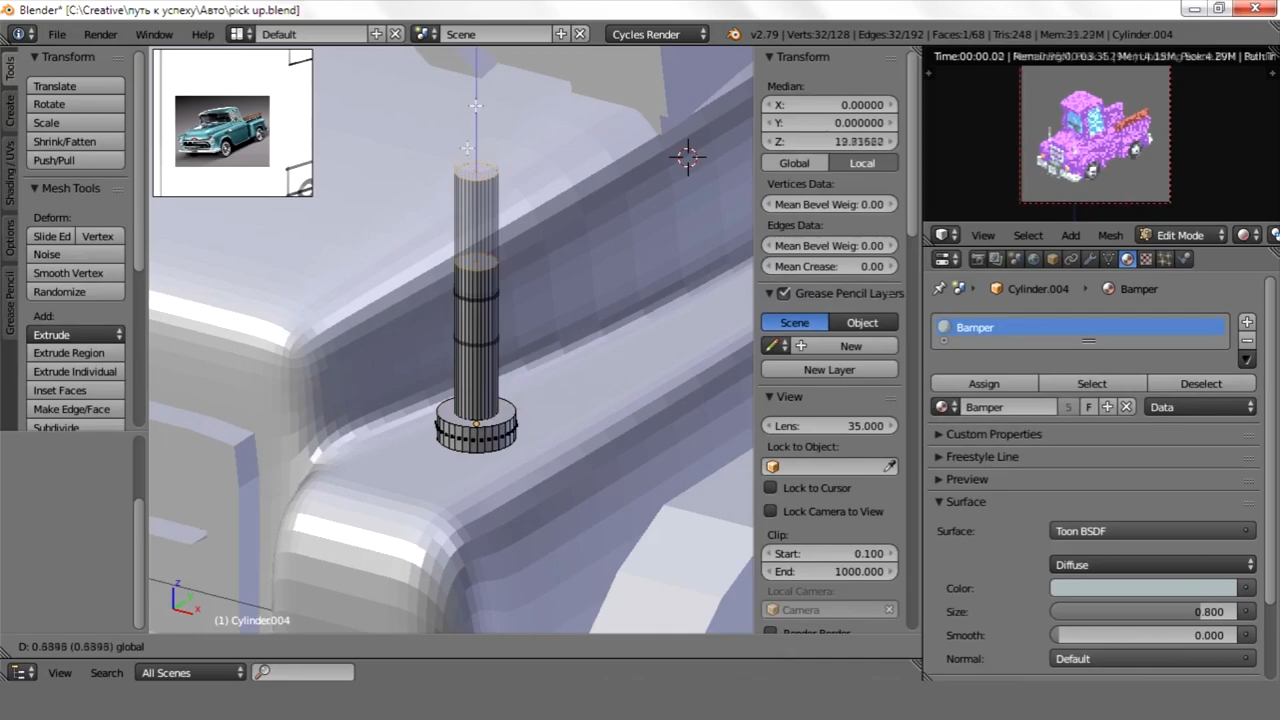 Blender* [C:\Creative\путь к успеху\Авто\pick up.blend]
File Render Window Help Default Scene Cycles Render v2.79 | Verts:32/128 | Edges:32/192 | Faces:1/68 | Tris:248 | Mem:31.29M | Cylinder.004
Tools
Create
Shading / UVs
Options
Grease Pencil
Transform
Translate
Rotate
Scale
Shrink/Fatten
Push/Pull
Mesh Tools
Deform:
Slide Ed Vertex
Noise
Smooth Vertex
Randomize
Add:
Extrude
Extrude Region
Extrude Individual
Inset Faces
Make Edge/Face
Subdivide
z
y
x
(1) Cylinder.004
Transform
Median:
X: 0.00000
Y: 0.000000
Z:
Global Local
Vertices Data:
Mean Bevel Weig: 0.00
Edges Data:
Mean Bevel Weig: 0.00
Mean Crease: 0.00
Grease Pencil Layers
Scene Object
New
New Layer
View
Lens: 35.000
Lock to Object:
Lock to Cursor
Lock Camera to View
Clip:
Start: 0.100
End: 1000.000
Local Camera:
Camera
Render Border
View Select Add Mesh Edit Mode
Cylinder.004 Bamper
Bamper
Assign Select Deselect
Bamper 5 F Data
Custom Properties
Freestyle Line
Preview
Surface
Surface: Toon BSDF
Diffuse
Color:
Size: 0.800
Smooth: 0.000
Normal: Default
global
View Search All Scenes